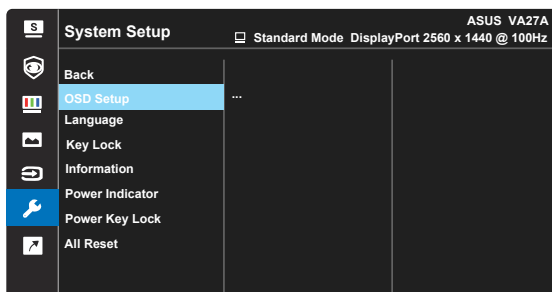 S
System Setup
ASUS VA27A
Standard Mode DisplayPort 2560 x 1440 @ 100Hz
Back
OSD Setup ...
Language
Key Lock
Information
Power Indicator
Power Key Lock
All Reset